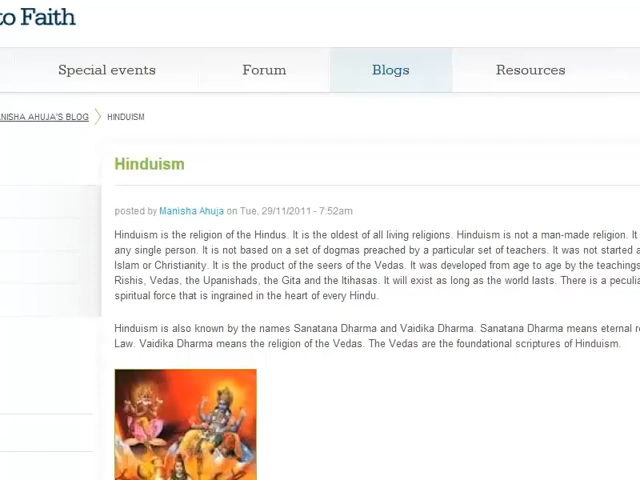 to Faith
Special events Forum Blogs Resources
ANISHA AHUJA'S BLOG HINDUISM
Hinduism
posted by Manisha Ahuja on Tue, 29/11/2011 - 7:52am
Hinduism is the religion of the Hindus. It is the oldest of all living religions. Hinduism is not a man-made religion. It
any single person. It is not based on a set of dogmas preached by a particular set of teachers. It was not started a
Islam or Christianity. It is the product of the seers of the Vedas. It was developed from age to age by the teachings
Rishis, Vedas, the Upanishads, the Gita and the Itihasas. It will exist as long as the world lasts. There is a peculia
spiritual force that is ingrained in the heart of every Hindu.
Hinduism is also known by the names Sanatana Dharma and Vaidika Dharma. Sanatana Dharma means eternal re
Law. Vaidika Dharma means the religion of the Vedas. The Vedas are the foundational scriptures of Hinduism.